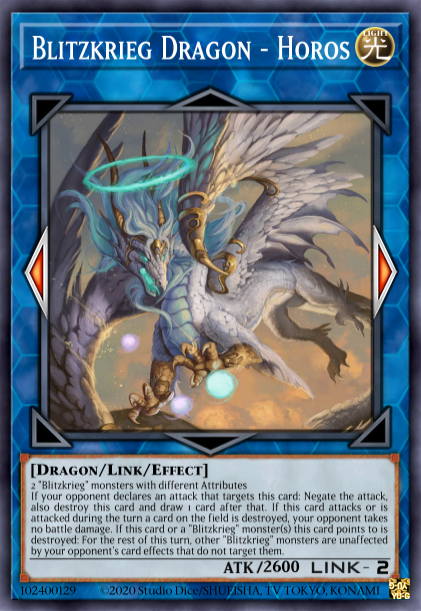 Blitzkrieg Dragon - Horos
LIGHT
光
[Dragon/Link/Effect]
2 "Blitzkrieg" monsters with different Attributes
If your opponent declares an attack that targets this card: Negate the attack,
also destroy this card and draw 1 card after that. If this card attacks or is
attacked during the turn a card on the field is destroyed, your opponent takes
no battle damage. If this card or a "Blitzkrieg" monster(s) this card points to is
destroyed: For the rest of this turn, other "Blitzkrieg" monsters are unaffected
by your opponent's card effects that do not target them.
ATK/2600 LINK-2
102400129 ©2020 Studio Dice/SHUEISHA, TV TOKYO, KONAMI